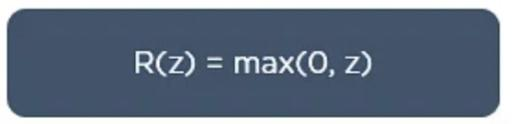 R(z) = max(0, z)